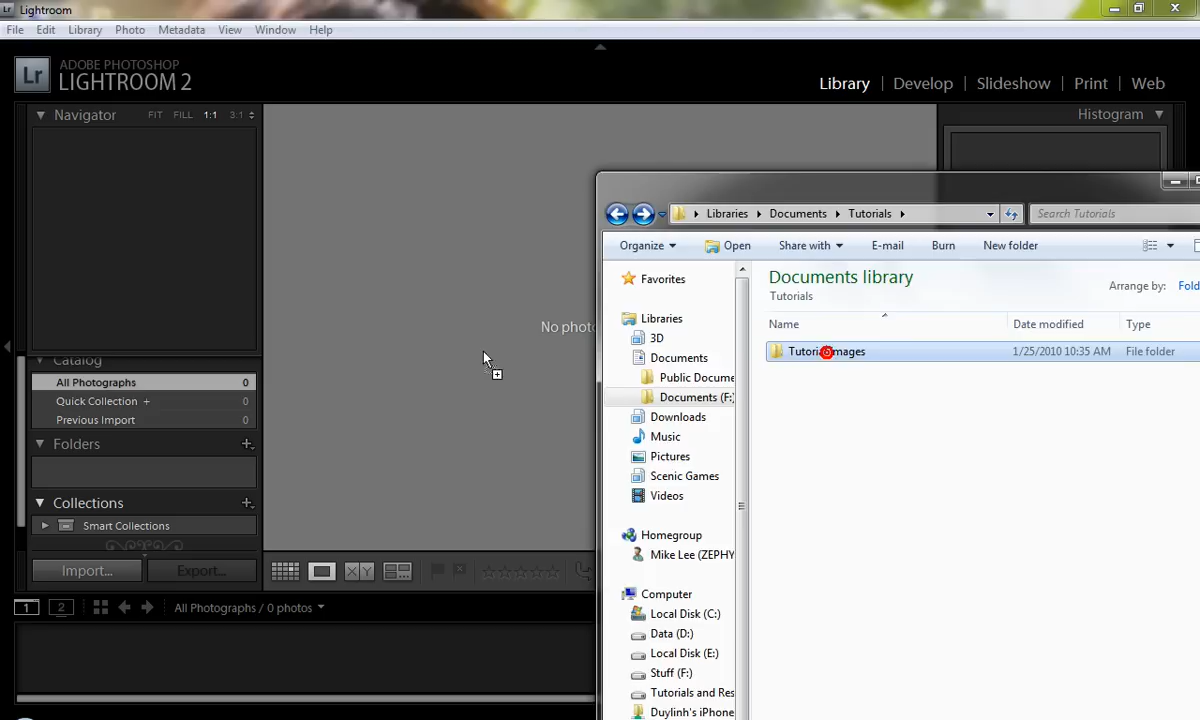 Lr Lightroom
File Edit Library Photo Metadata View Window Help
Lr ADOBE PHOTOSHOP
LIGHTROOM 2
Library | Develop | Slideshow | Print | Web
Navigator FIT FILL 1:1 3:1
Histogram
No photo
Catalog
All Photographs 0
Quick Collection + 0
Previous Import 0
Folders +
Collections +
Smart Collections
Import... Export...
XY
1 2 All Photographs / 0 photos
Libraries Documents Tutorials Search Tutorials
Organize Open Share with E-mail Burn New folder
Favorites
Libraries
3D
Documents
Public Docume
Documents (F:)
Downloads
Music
Pictures
Scenic Games
Videos
Homegroup
Mike Lee (ZEPHY
Computer
Local Disk (C:)
Data (D:)
Local Disk (E:)
Stuff (F:)
Tutorials and Res
Duylinh's iPhone
Documents library
Tutorials
Arrange by: Fold
Name Date modified Type
1/25/2010 10:35 AM File folder